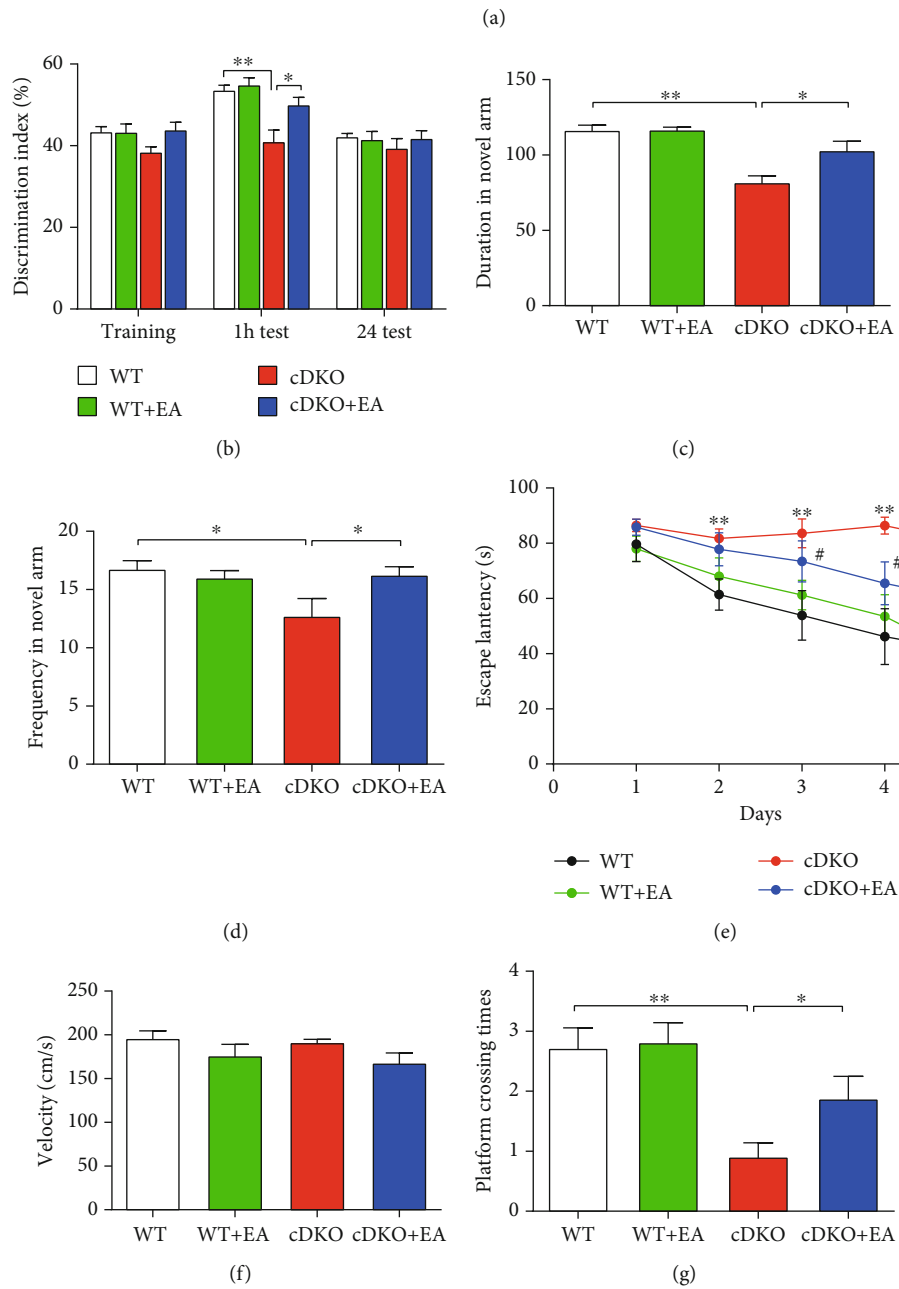 (a)
60
40
20
0
Discrimination index (%)
**
*
Training
1h test
24 test
WT
WT+EA
cDKO
cDKO+EA
(b)
150
100
50
0
Duration in novel arm
**
*
WT
WT+EA
cDKO
cDKO+EA
(c)
20
15
10
5
0
Frequency in novel arm
*
*
WT
WT+EA
cDKO
cDKO+EA
(d)
100
80
60
40
20
0
Escape lantency (s)
**
**
**
#
#
0
1
2
3
4
Days
WT
WT+EA
cDKO
cDKO+EA
(e)
250
200
150
100
50
0
Velocity (cm/s)
WT
WT+EA
cDKO
cDKO+EA
(f)
4
3
2
1
0
Platform crossing times
**
*
WT
WT+EA
cDKO
cDKO+EA
(g)